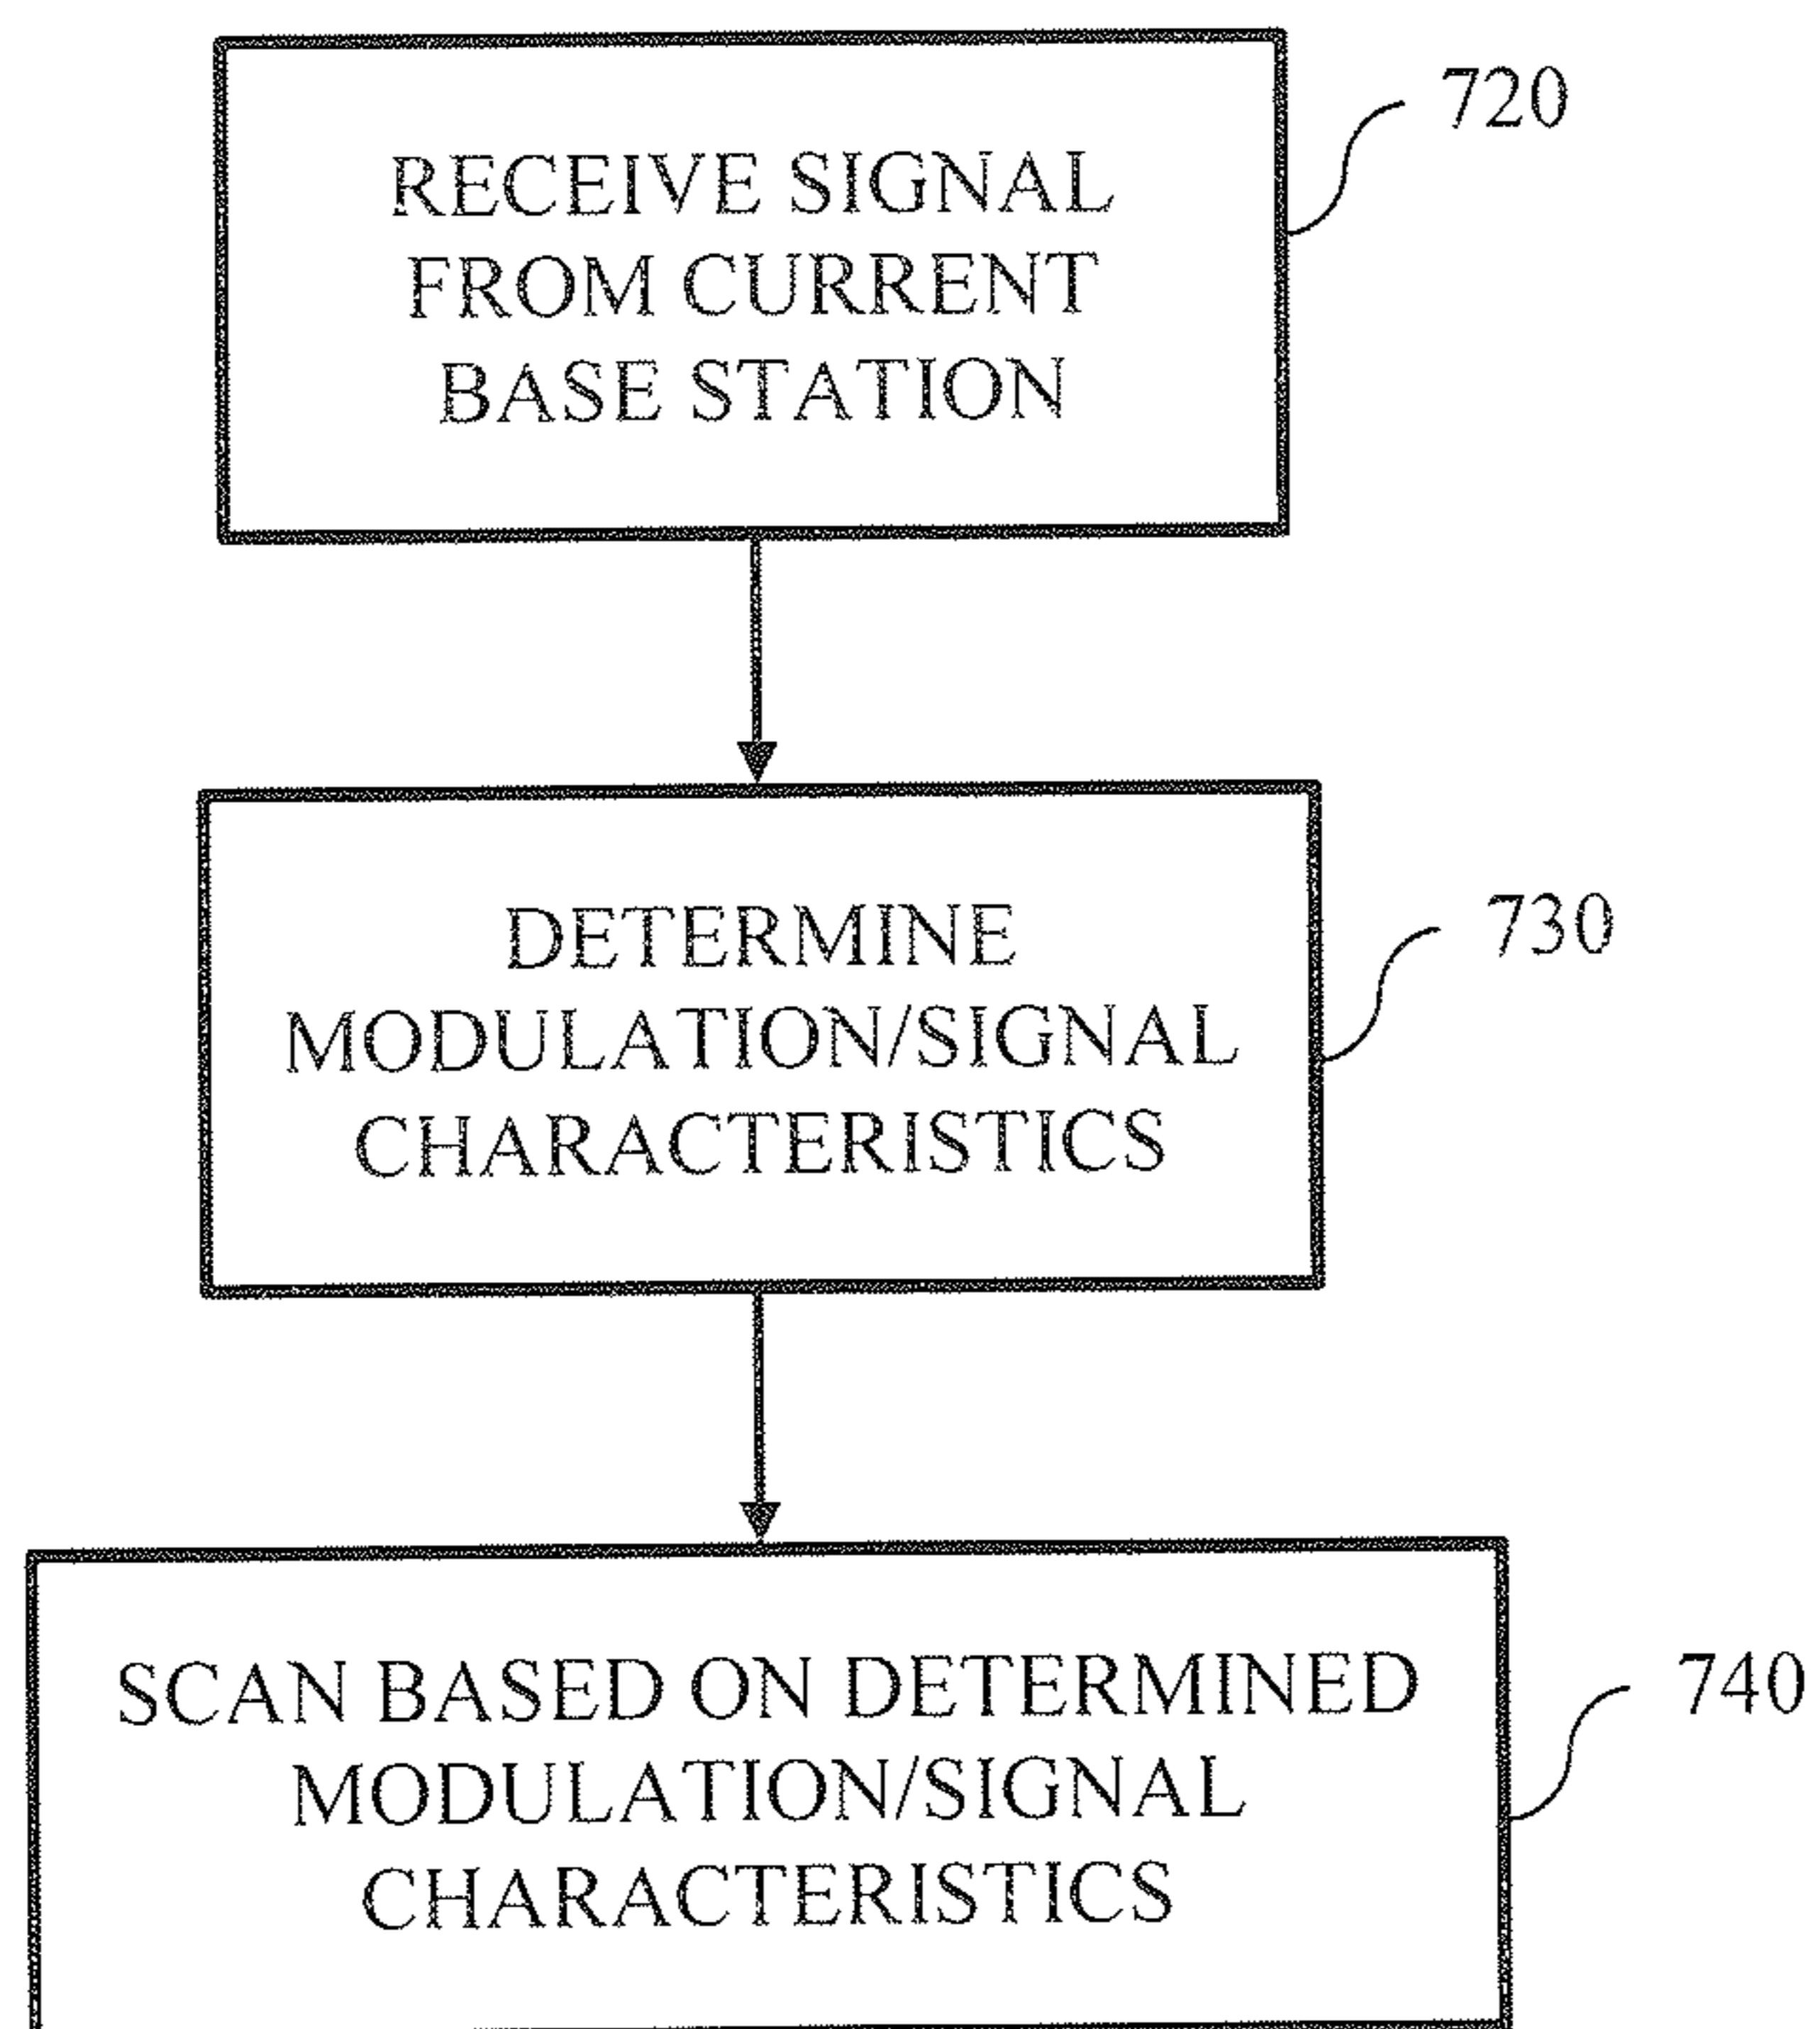 RECEIVE SIGNAL
FROM CURRENT
BASE STATION
720
DETERMINE
MODULATION/SIGNAL
CHARACTERISTICS
730
SCAN BASED ON DETERMINED
MODULATION/SIGNAL
CHARACTERISTICS
740